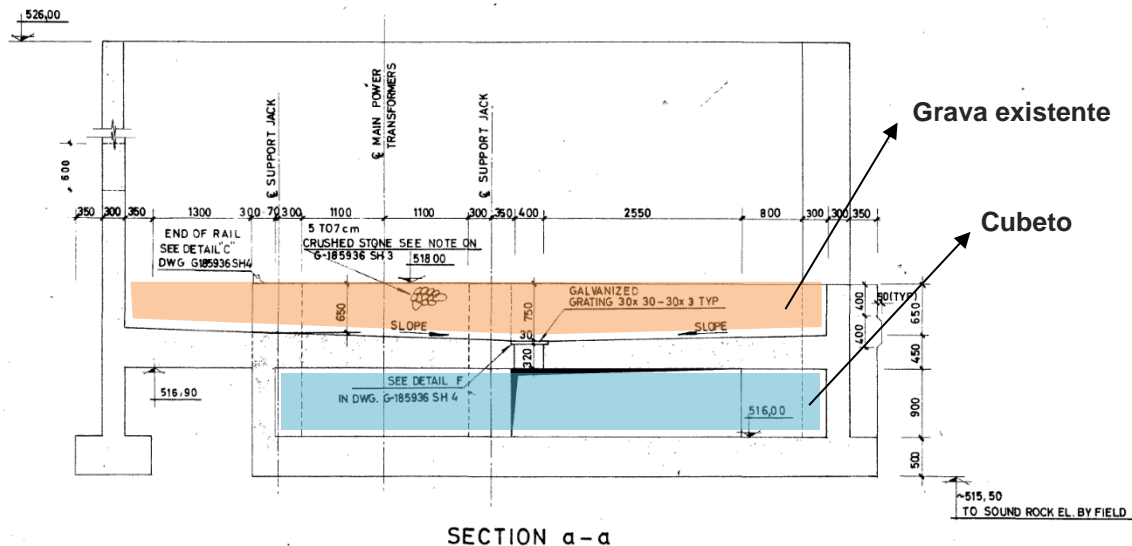 526,00
Grava existente
Cubeto
℄ SUPPORT JACK
℄ MAIN POWER
TRANSFORMERS
℄ SUPPORT JACK
600
350 300 350 1300 300 70 300 1100 1100 300 350 400 2550 800 300 300 350
END OF RAIL
SEE DETAIL "C"
DWG G-185936 SH4
5 TO 7 cm
CRUSHED STONE SEE NOTE ON
G-185936 SH 3
518 00
GALVANIZED
GRATING 30x 30-30x 3 TYP
650
750
SLOPE
30
SLOPE
320
400
400
50 (TYP)
650
450
516,90
SEE DETAIL F
IN DWG. G-185936 SH 4
516,00
900
500
~515,50
TO SOUND ROCK EL. BY FIELD
SECTION a-a